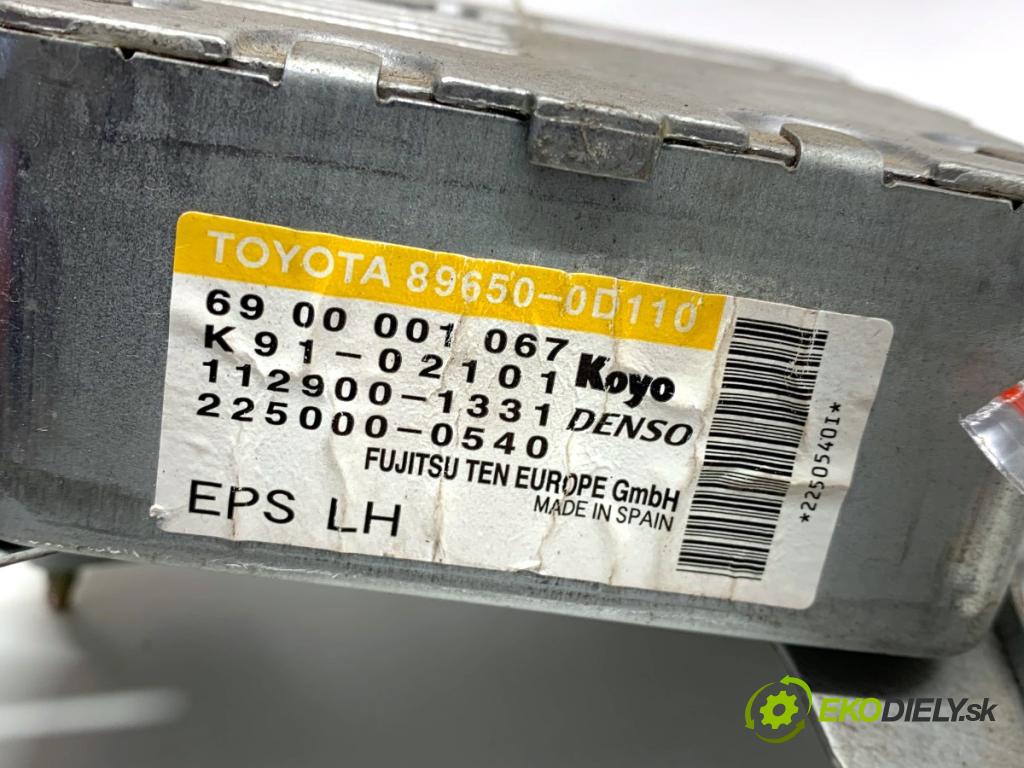 TOYOTA 89650-0D110
69 00 001 067
K91-02101 Koyo
112900-1331 DENSO
225000-0540
FUJITSU TEN EUROPE GmbH
MADE IN SPAIN
EPS LH
*2250540I*
EKODIELY.sk